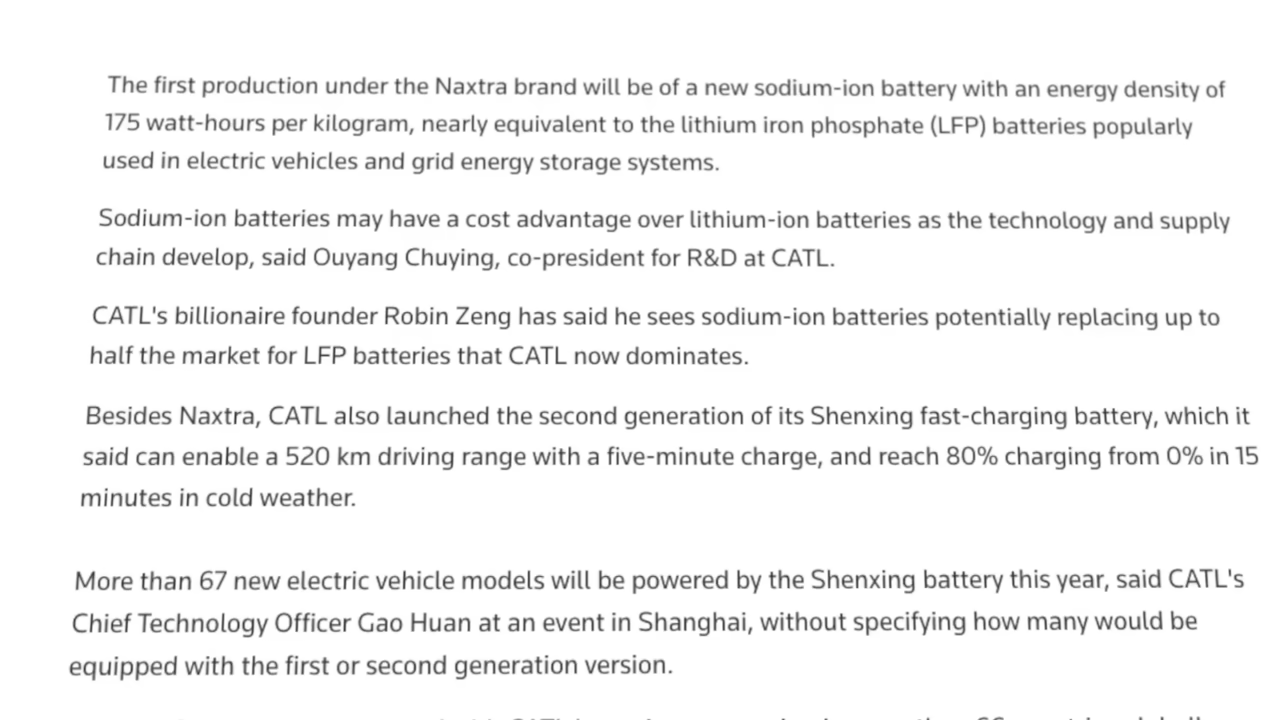 The first production under the Naxtra brand will be of a new sodium-ion battery with an energy density of
175 watt-hours per kilogram, nearly equivalent to the lithium iron phosphate (LFP) batteries popularly
used in electric vehicles and grid energy storage systems.
Sodium-ion batteries may have a cost advantage over lithium-ion batteries as the technology and supply
chain develop, said Ouyang Chuying, co-president for R&D at CATL.
CATL's billionaire founder Robin Zeng has said he sees sodium-ion batteries potentially replacing up to
half the market for LFP batteries that CATL now dominates.
Besides Naxtra, CATL also launched the second generation of its Shenxing fast-charging battery, which it
said can enable a 520 km driving range with a five-minute charge, and reach 80% charging from 0% in 15
minutes in cold weather.
More than 67 new electric vehicle models will be powered by the Shenxing battery this year, said CATL's
Chief Technology Officer Gao Huan at an event in Shanghai, without specifying how many would be
equipped with the first or second generation version.